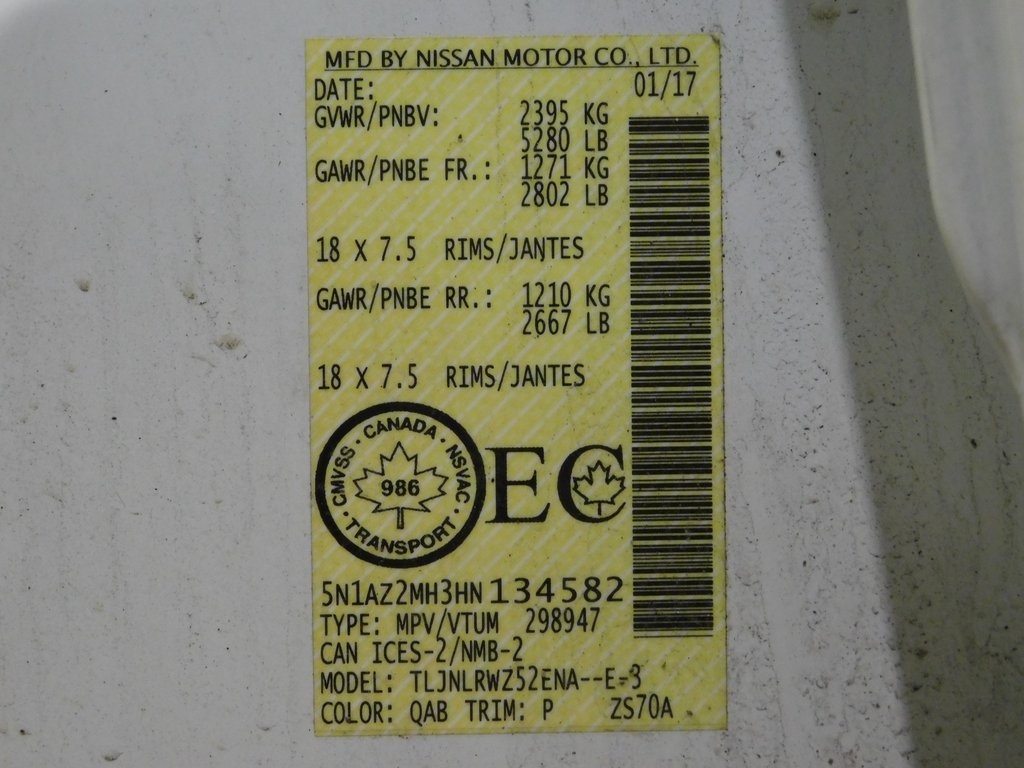 MFD BY NISSAN MOTOR CO., LTD.
DATE: 01/17
GVWR/PNBV: 2395 KG
5280 LB
GAWR/PNBE FR.: 1271 KG
2802 LB
18 X 7.5 RIMS/JANTES
GAWR/PNBE RR.: 1210 KG
2667 LB
18 X 7.5 RIMS/JANTES
CMVSS · CANADA · NSVAC · TRANSPORT ·
986
EC
5N1AZ2MH3HN134582
TYPE: MPV/VTUM 298947
CAN ICES-2/NMB-2
MODEL: TLJNLRWZ52ENA--E-3
COLOR: QAB TRIM: P ZS70A